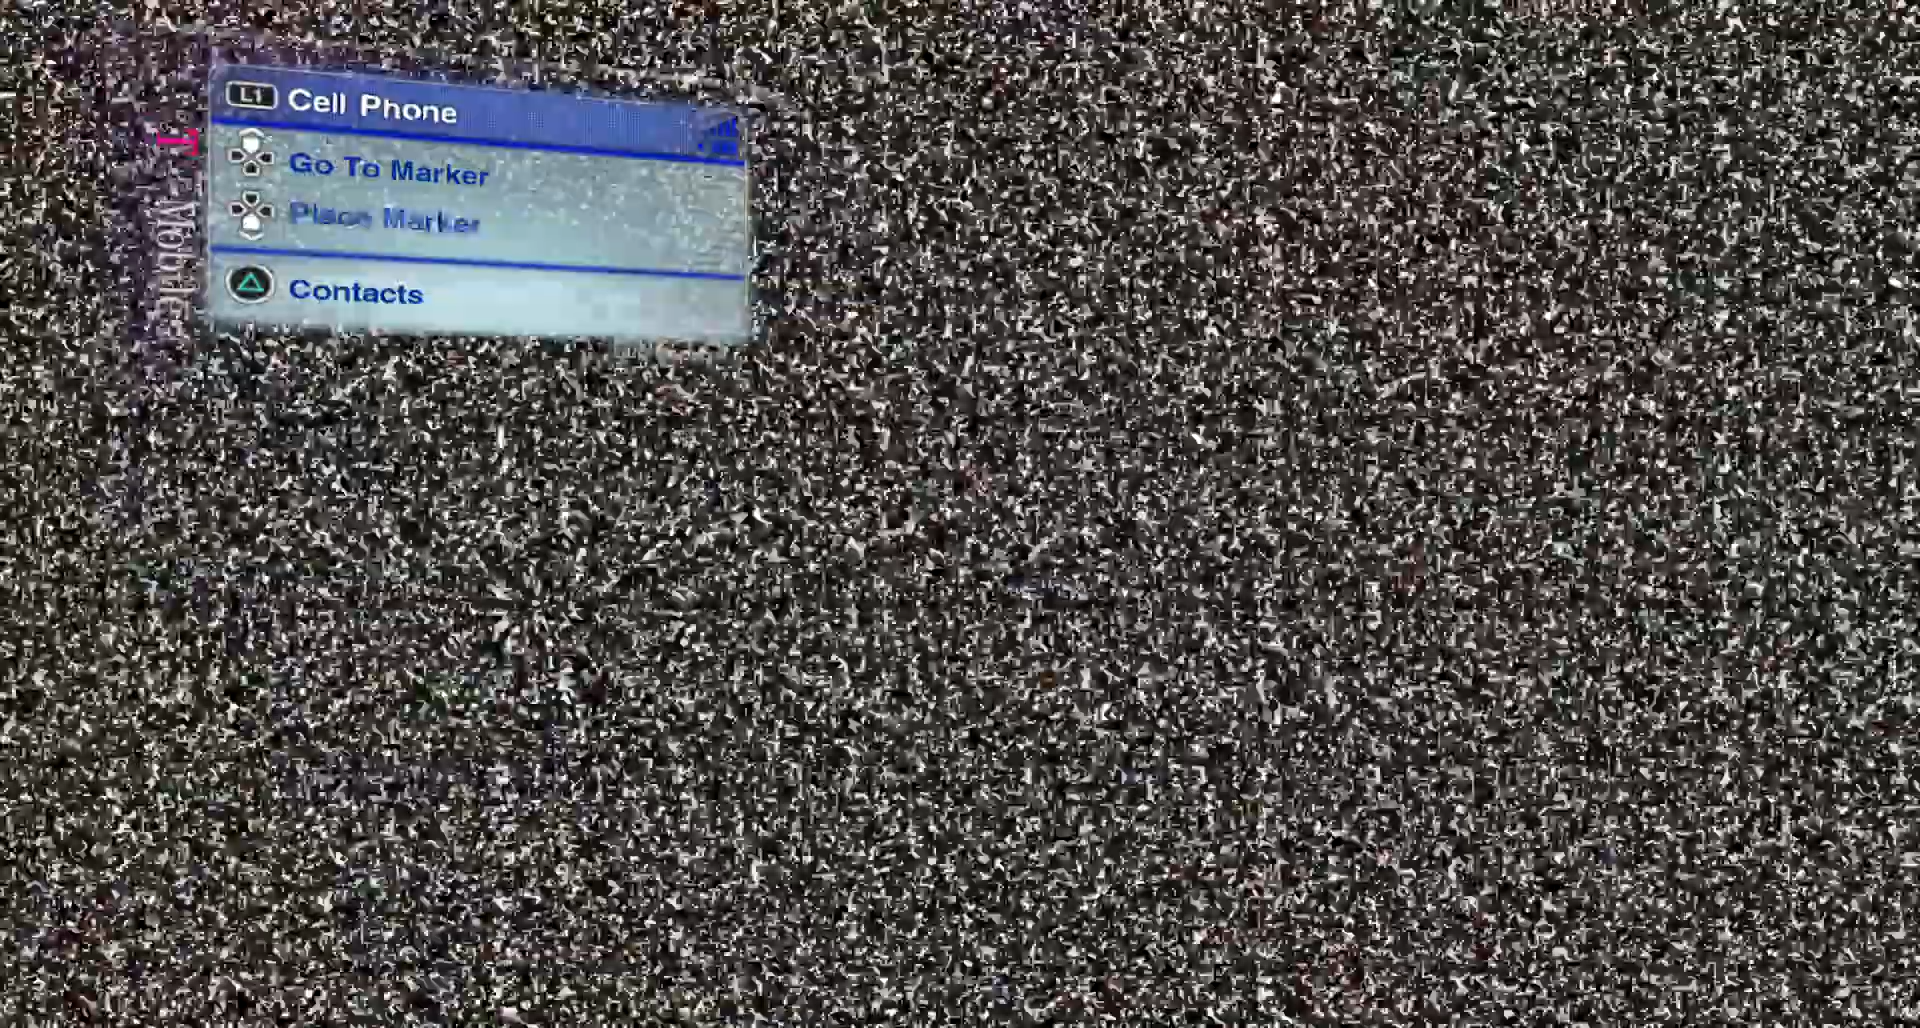 L1 Cell Phone
Go To Marker
Place Marker
Contacts
T
Mobile